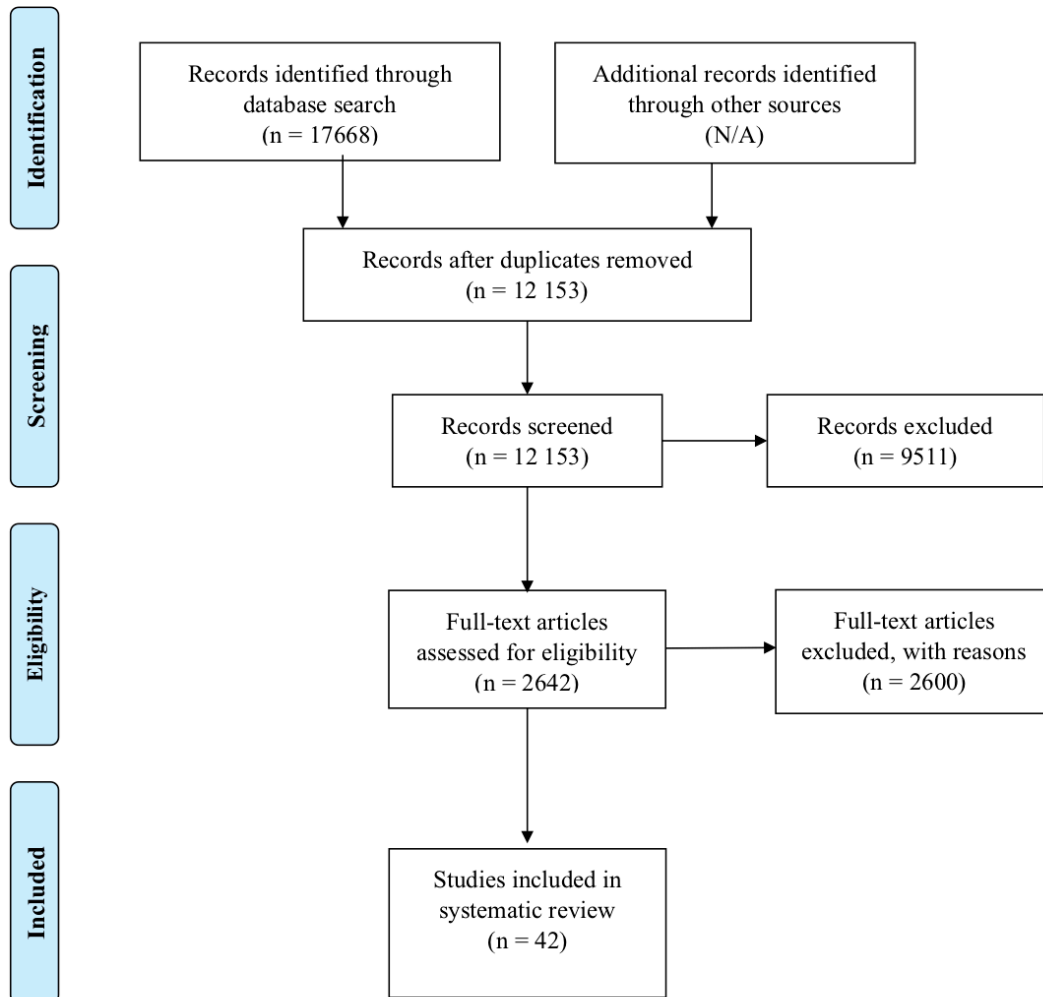 Identification
Records identified through
database search
(n = 17668)
Additional records identified
through other sources
(N/A)
Records after duplicates removed
(n = 12 153)
Screening
Records screened
(n = 12 153)
Records excluded
(n = 9511)
Eligibility
Full-text articles
assessed for eligibility
(n = 2642)
Full-text articles
excluded, with reasons
(n = 2600)
Included
Studies included in
systematic review
(n = 42)